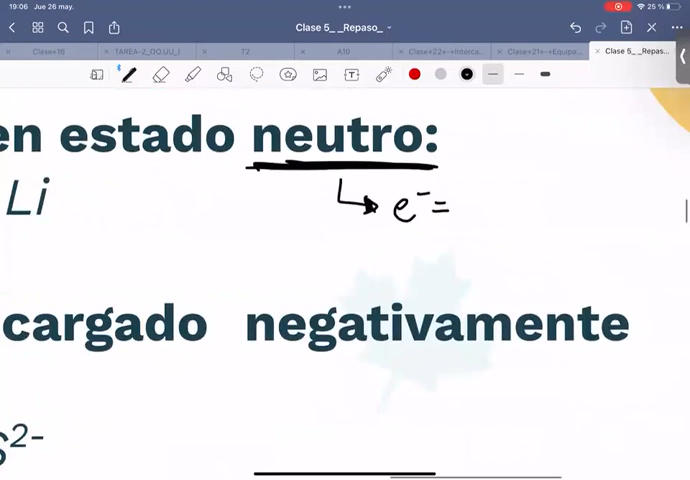 19:06 Jue 26 may. 25 %
Clase 5_ _Repaso_
Clase+16 TAREA-2_OO.UU_I T2 A10 Clase+22+-+Interca... Clase+21+-+Equipa... Clase 5_ _Repas...
en estado neutro:
Li
e⁻=
cargado negativamente
S²⁻